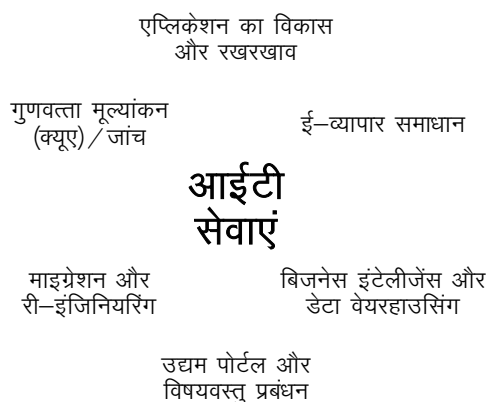 एप्लिकेशन का विकास
और रखरखाव
गुणवत्ता मूल्यांकन
(क्यूए)/जांच
ई–व्यापार समाधान
आईटी
सेवाएं
माइग्रेशन और
री–इंजिनियरिंग
बिजनेस इंटेलीजेंस और
डेटा वेयरहाउसिंग
उद्यम पोर्टल और
विषयवस्तु प्रबंधन